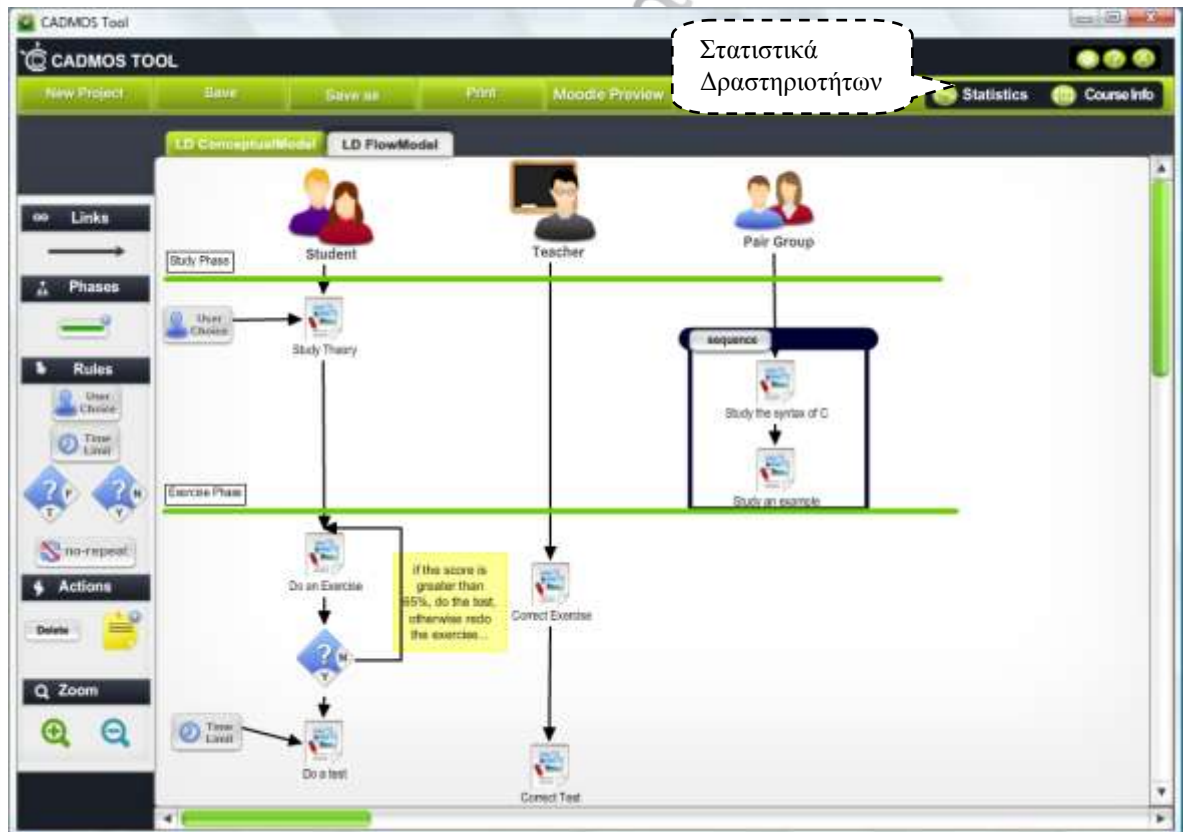 CADMOS Tool
CADMOS TOOL
Στατιστικά
Δραστηριοτήτων
New Project
Save
Save as
Print
Moodle Preview
Statistics
Course Info
LD ConceptualModel
LD FlowModel
Links
Phases
Rules
User
Choice
Time
Limit
? F
T
? N
Y
no-repeat
Actions
Delete
Zoom
Student
Teacher
Pair Group
Study Phase
User
Choice
Study Theory
sequence
Study the syntax of C
Study an example
Exercise Phase
Do an Exercise
if the score is
greater than
65%, do the test,
otherwise redo
the exercise...
Correct Exercise
? N
Y
Time
Limit
Do a test
Correct Test